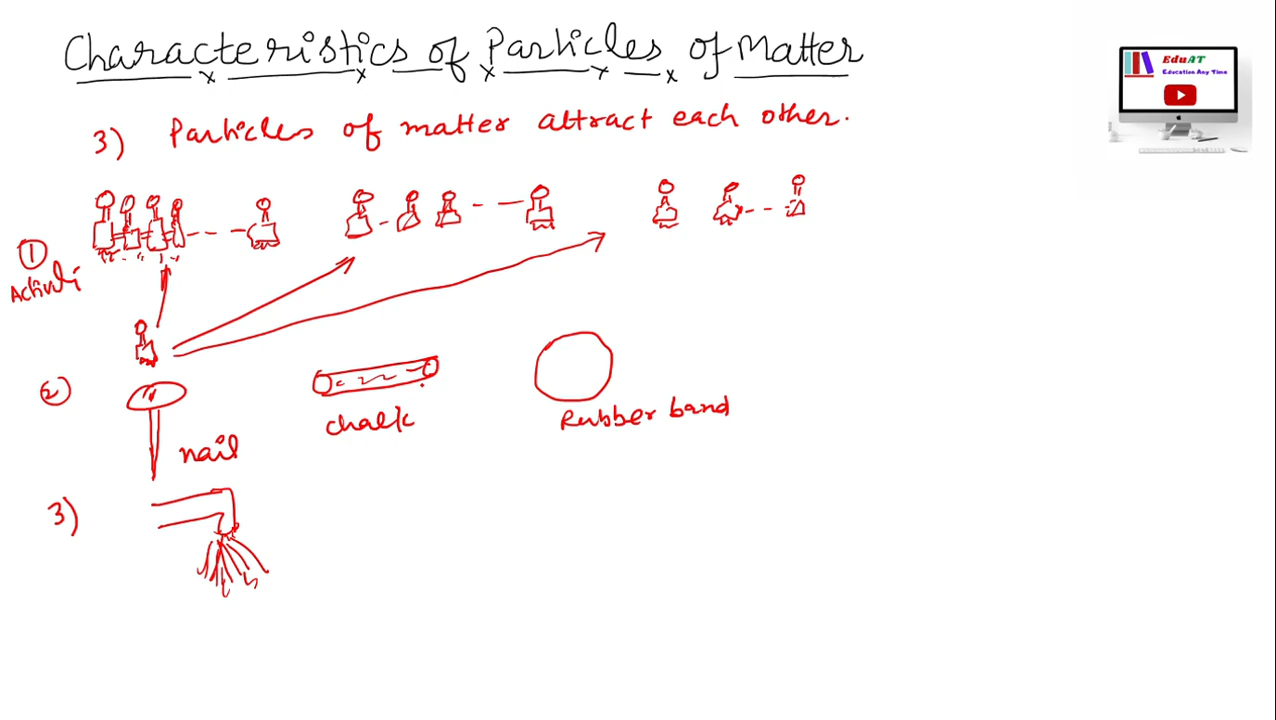 Characteristics of Particles of Matter
EduAT
Education Any Time
3) Particles of matter attract each other.
①
Activiti
②
nail
chalk
Rubber band
3)